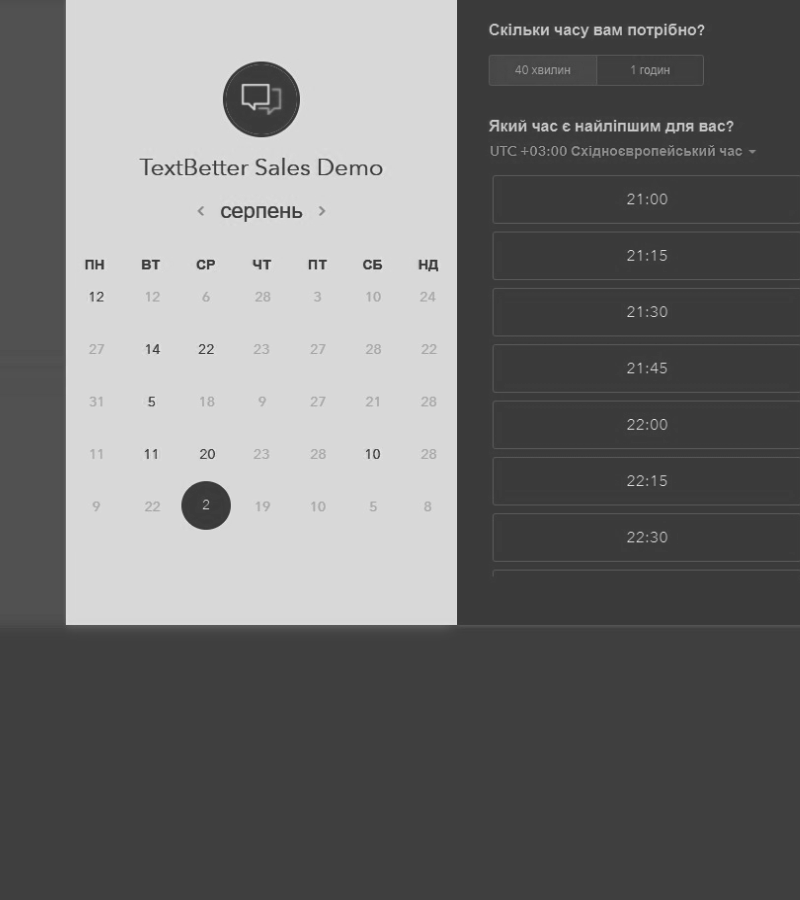 TextBetter Sales Demo
серпень
ПН ВТ СР ЧТ ПТ СБ НД
12 12 6 28 3 10 24
27 14 22 23 27 28 22
31 5 18 9 27 21 28
11 11 20 23 28 10 28
9 22 2 19 10 5 8
Скільки часу вам потрібно?
40 хвилин 1 годин
Який час є найліпшим для вас?
UTC +03:00 Східноєвропейський час
21:00
21:15
21:30
21:45
22:00
22:15
22:30